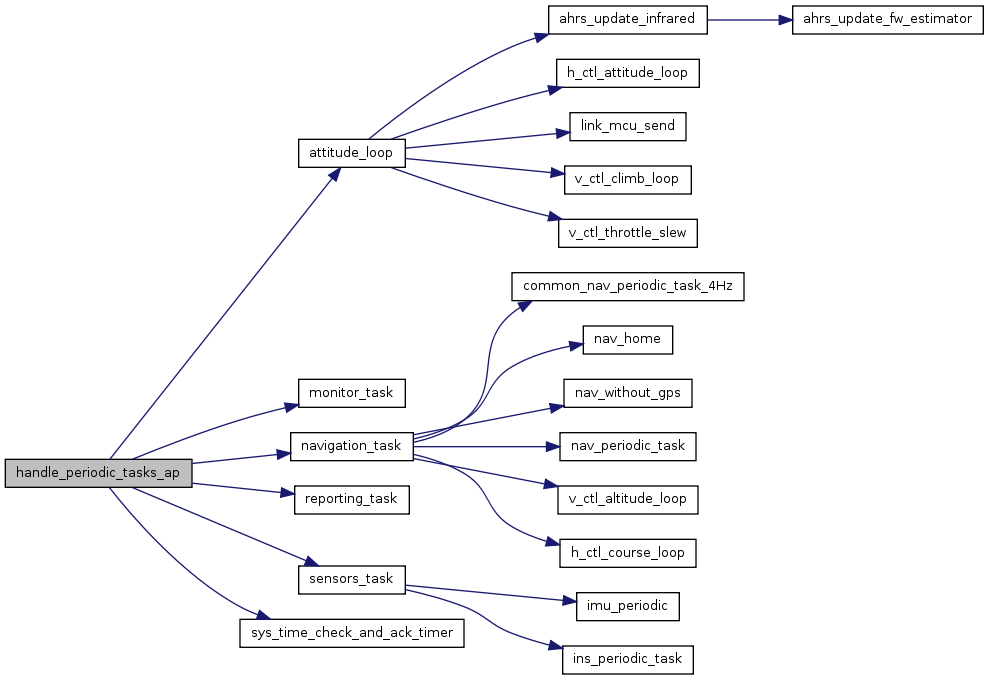 ahrs_update_infrared
ahrs_update_fw_estimator
h_ctl_attitude_loop
link_mcu_send
attitude_loop
v_ctl_climb_loop
v_ctl_throttle_slew
common_nav_periodic_task_4Hz
nav_home
monitor_task
nav_without_gps
navigation_task
nav_periodic_task
handle_periodic_tasks_ap
reporting_task
v_ctl_altitude_loop
h_ctl_course_loop
sensors_task
imu_periodic
sys_time_check_and_ack_timer
ins_periodic_task